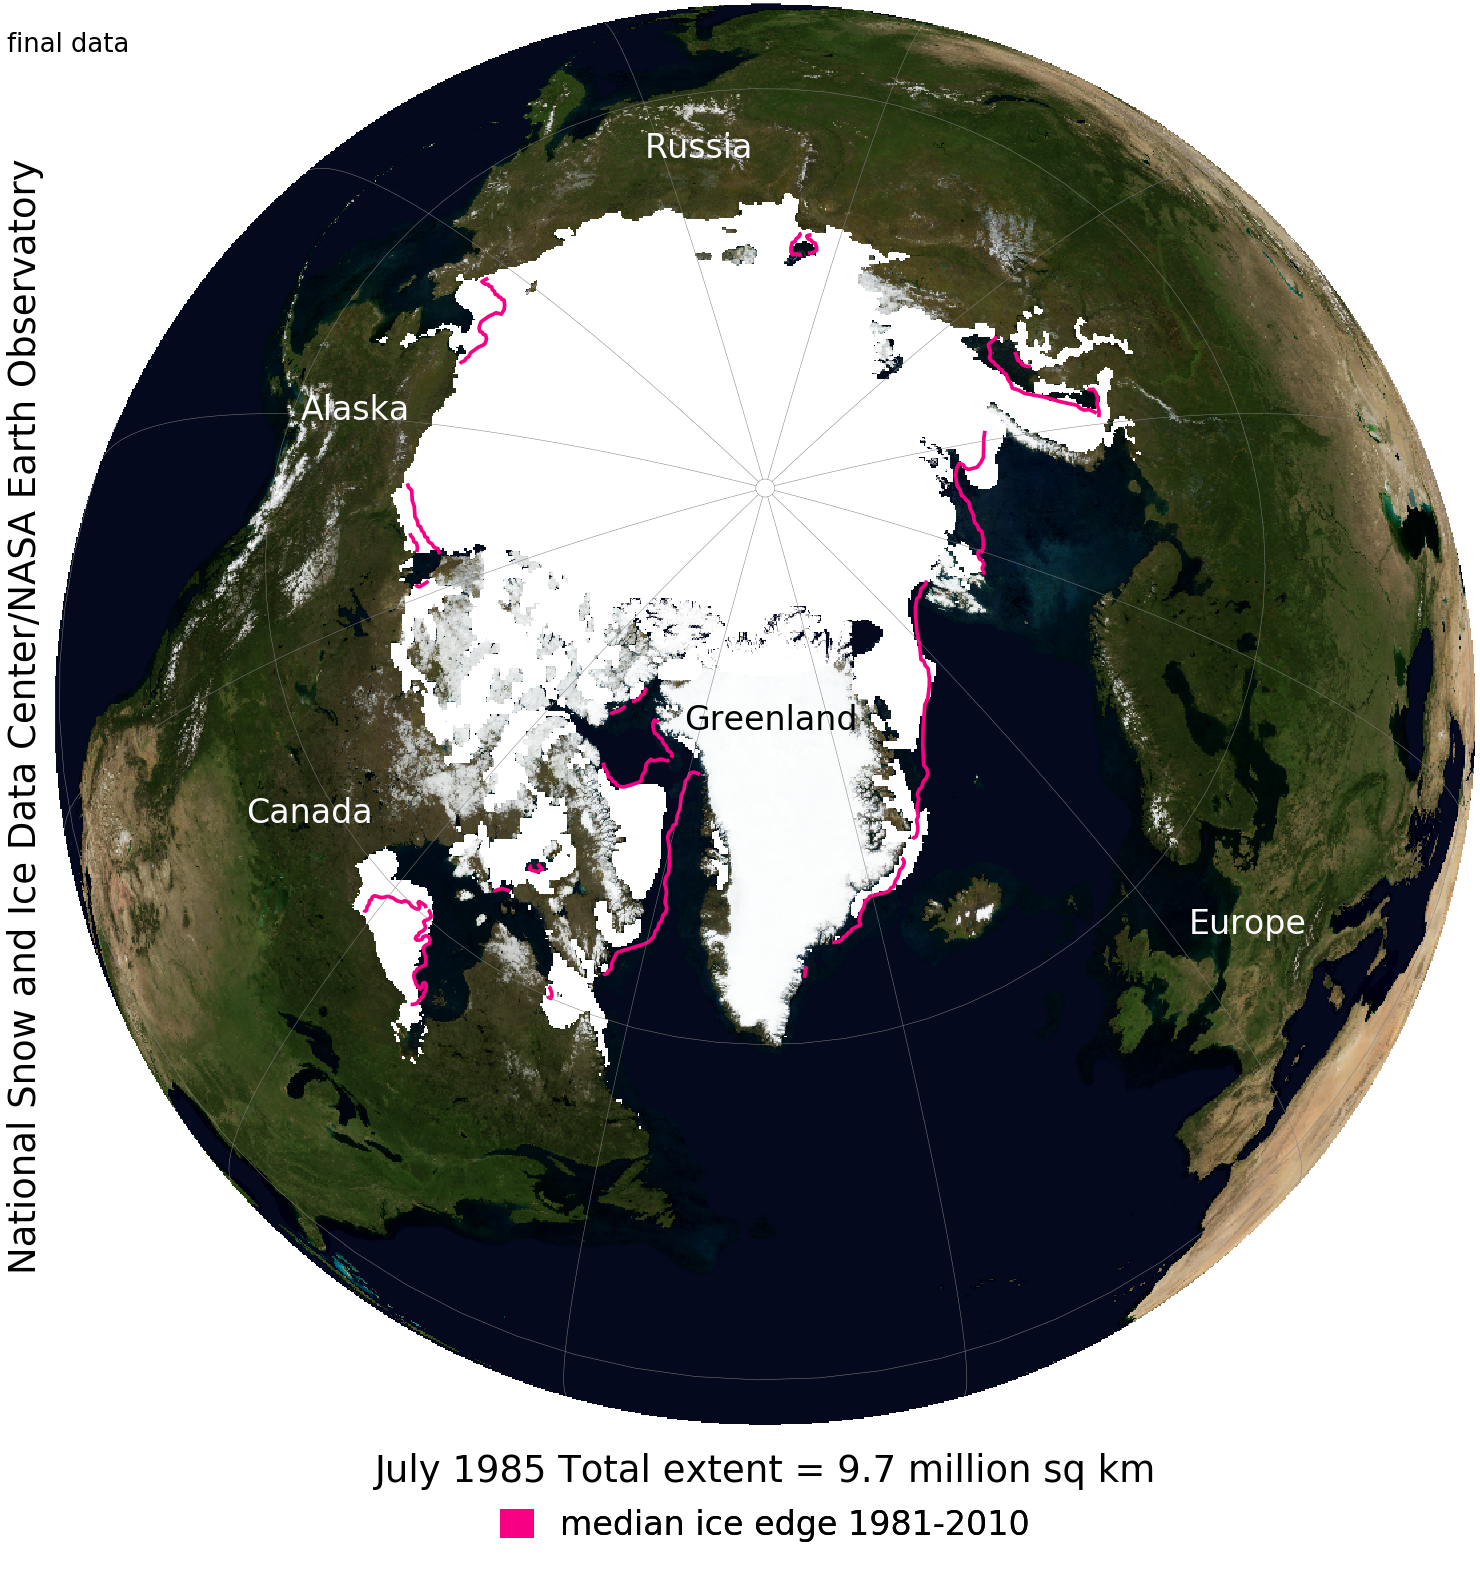 final data
National Snow and Ice Data Center/NASA Earth Observatory
Russia
Alaska
Greenland
Canada
Europe
July 1985 Total extent = 9.7 million sq km
median ice edge 1981-2010